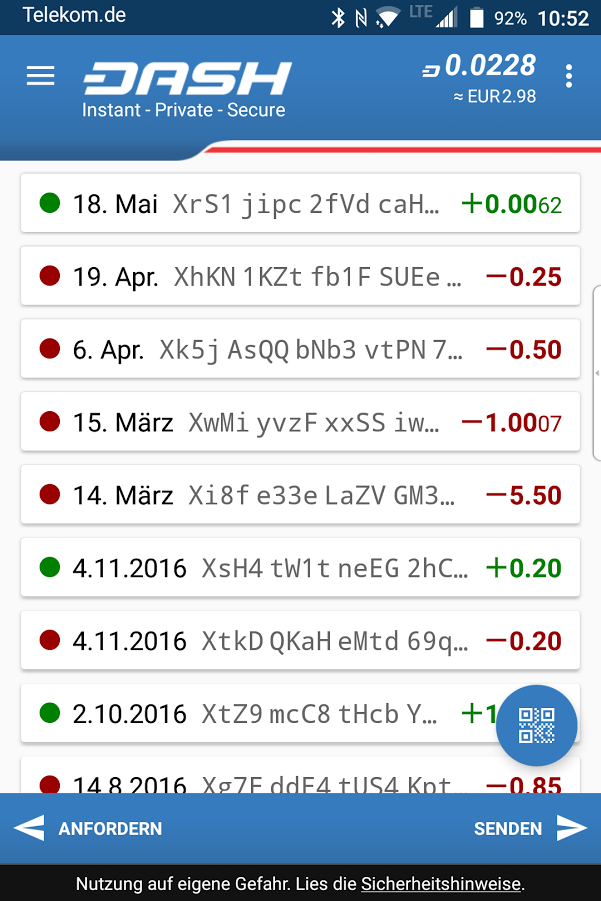 Telekom.de LTE 92% 10:52
DASH 0.0228
Instant - Private - Secure ≈ EUR 2.98
18. Mai XrS1 jipc 2fVd caH… +0.0062
19. Apr. XhKN 1KZt fb1F SUEe … −0.25
6. Apr. Xk5j AsQQ bNb3 vtPN 7… −0.50
15. März XwMi yvzF xxSS iw… −1.0007
14. März Xi8f e33e LaZV GM3… −5.50
4.11.2016 XsH4 tW1t neEG 2hC… +0.20
4.11.2016 XtkD QKaH eMtd 69q… −0.20
2.10.2016 XtZ9 mcC8 tHcb Y… +1
14.8.2016 −0.85
ANFORDERN SENDEN
Nutzung auf eigene Gefahr. Lies die Sicherheitshinweise.